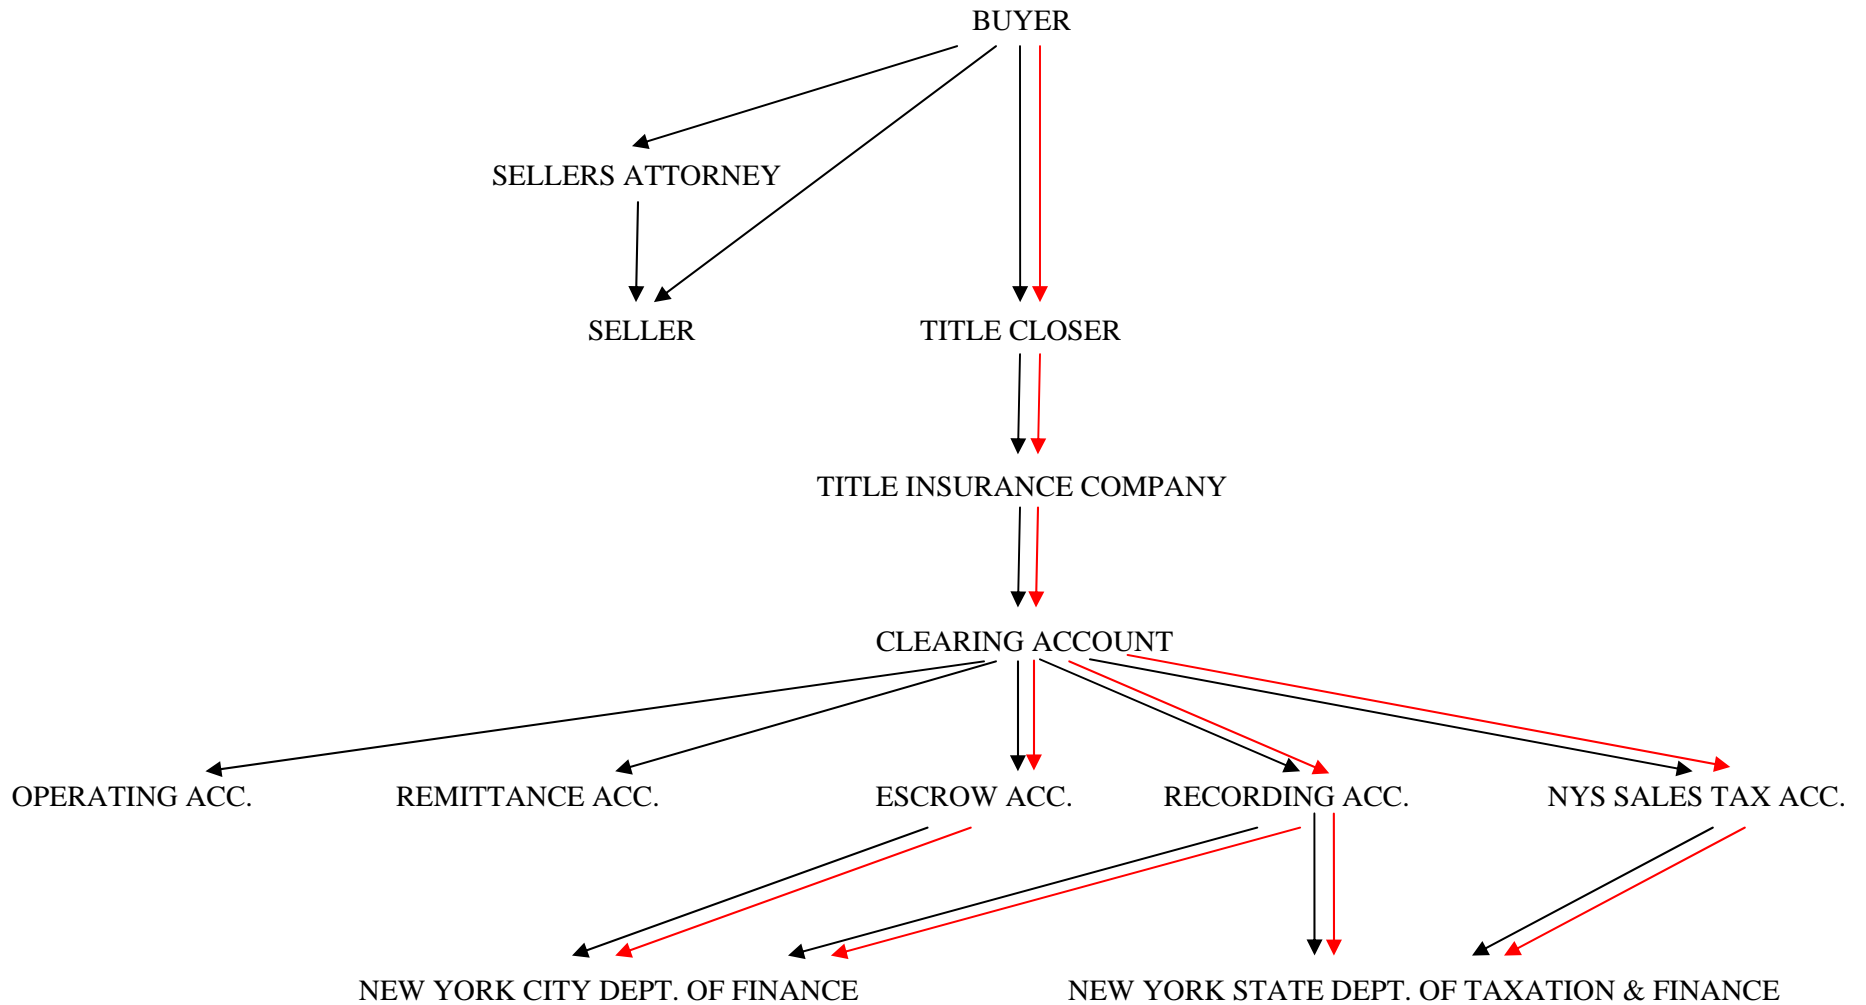 BUYER
SELLERS ATTORNEY
SELLER
TITLE CLOSER
TITLE INSURANCE COMPANY
CLEARING ACCOUNT
OPERATING ACC.
REMITTANCE ACC.
ESCROW ACC.
RECORDING ACC.
NYS SALES TAX ACC.
NEW YORK CITY DEPT. OF FINANCE
NEW YORK STATE DEPT. OF TAXATION & FINANCE